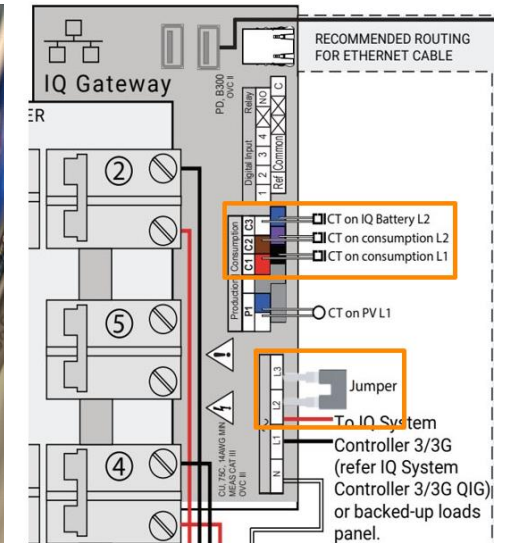 RECOMMENDED ROUTING
FOR ETHERNET CABLE
IQ Gateway
ER
PD, B300
OVC II
Relay
NO
C
Digital Input
1 2 3 4
Ref Common
2
Consumption
C3
C2
C1
CT on IQ Battery L2
CT on consumption L2
CT on consumption L1
Production
P1
CT on PV L1
5
L3
L2
L1
N
Jumper
To IQ System
Controller 3/3G
(refer IQ System
Controller 3/3G QIG)
or backed-up loads
panel.
4
CU, 75C, 14AWG MIN
MEAS CAT III
OVC II